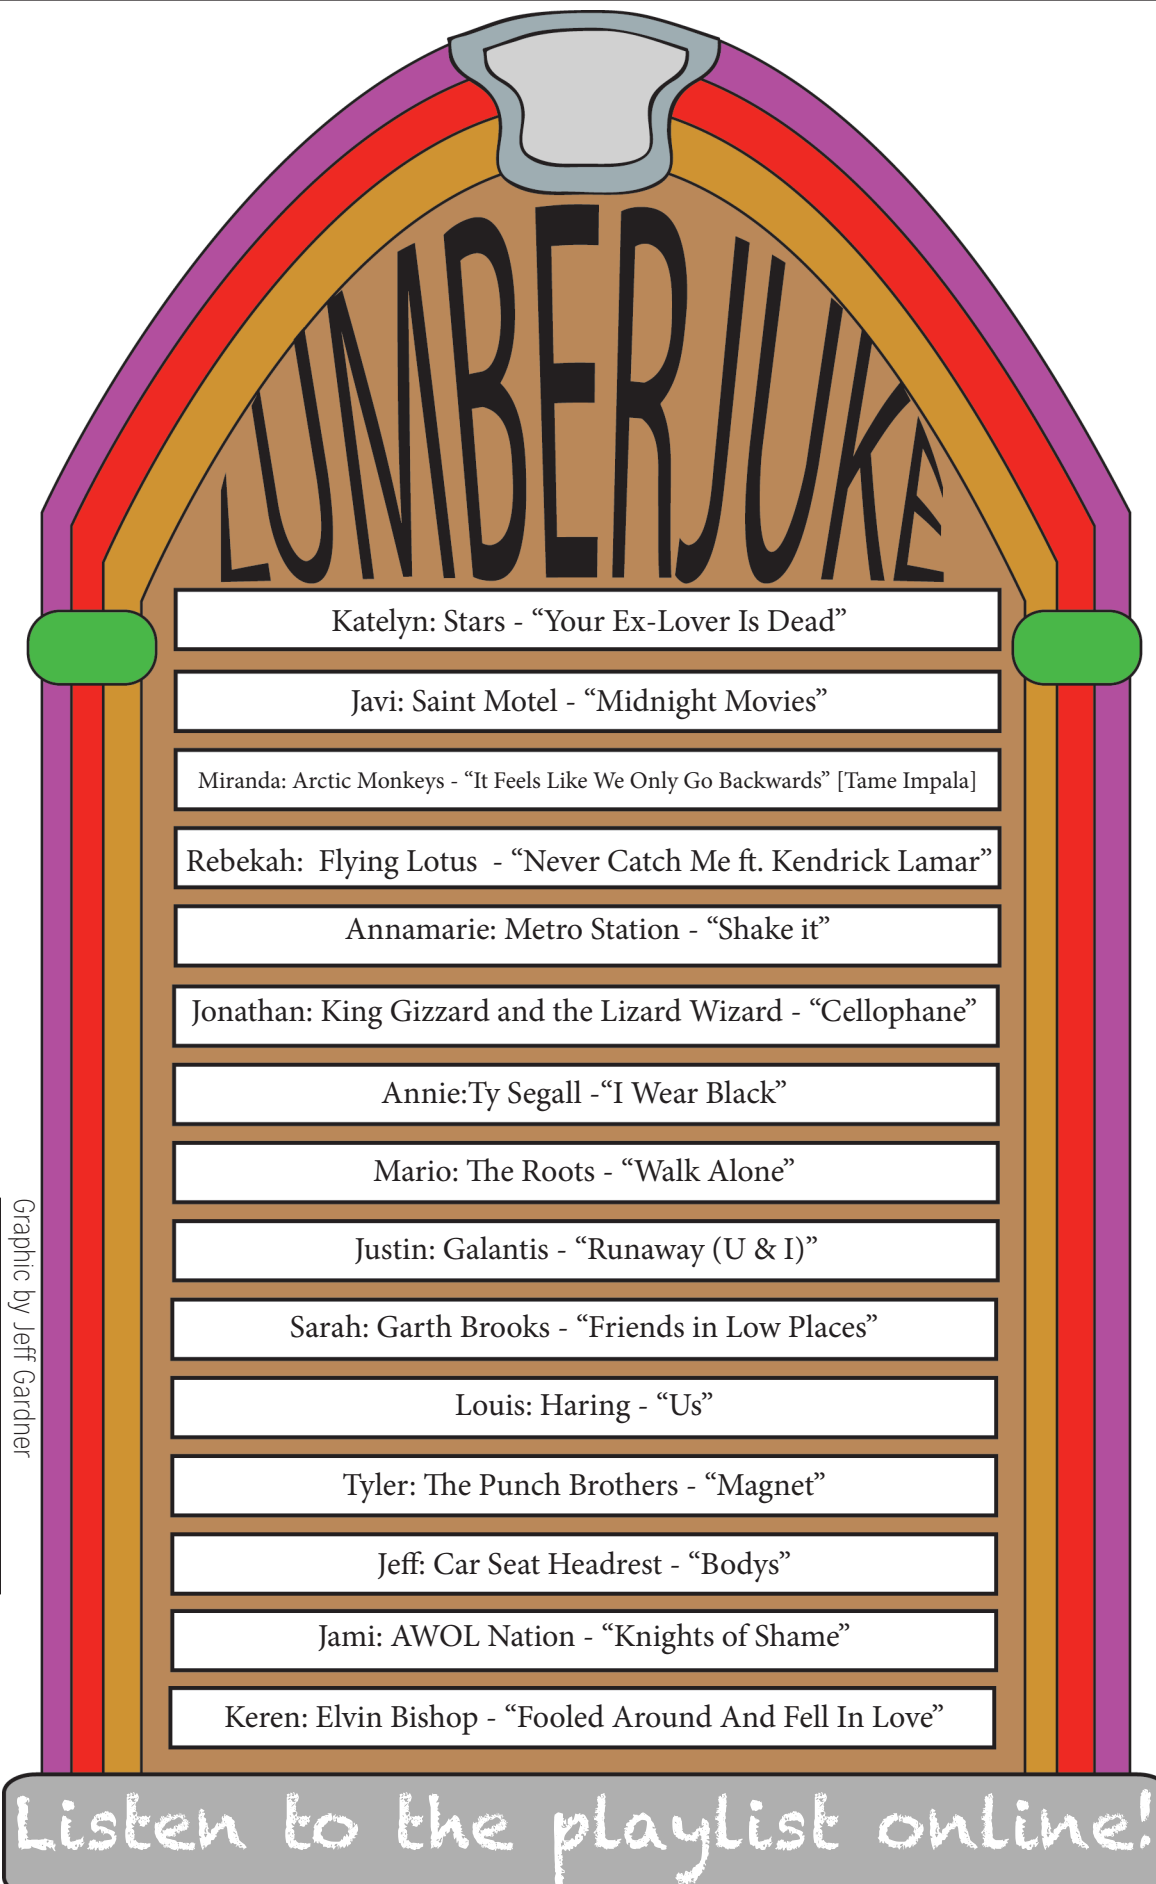 LUMBERJUKE
Katelyn: Stars - “Your Ex-Lover Is Dead”
Javi: Saint Motel - “Midnight Movies”
Miranda: Arctic Monkeys - “It Feels Like We Only Go Backwards” [Tame Impala]
Rebekah:  Flying Lotus  - “Never Catch Me ft. Kendrick Lamar”
Annamarie: Metro Station - “Shake it”
Jonathan: King Gizzard and the Lizard Wizard - “Cellophane”
Annie:Ty Segall -“I Wear Black”
Mario: The Roots - “Walk Alone”
Justin: Galantis - “Runaway (U & I)”
Sarah: Garth Brooks - “Friends in Low Places”
Louis: Haring - “Us”
Tyler: The Punch Brothers - “Magnet”
Jeff: Car Seat Headrest - “Bodys”
Jami: AWOL Nation - “Knights of Shame”
Keren: Elvin Bishop - “Fooled Around And Fell In Love”
Graphic by Jeff Gardner
Listen to the playlist online!